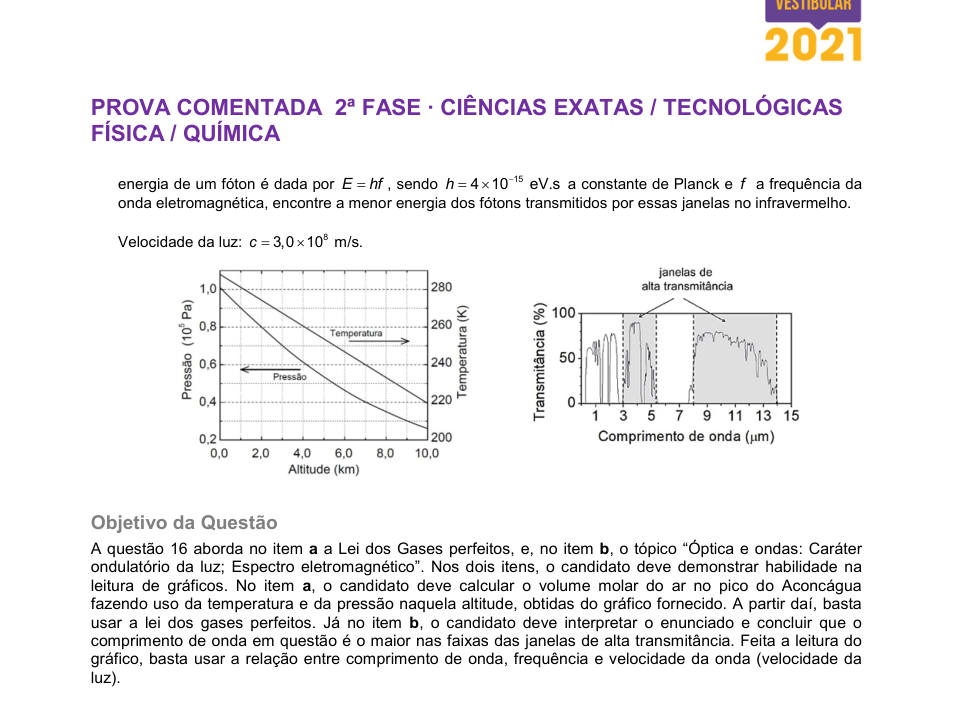 VESTIBULAR
2021
PROVA COMENTADA 2ª FASE · CIÊNCIAS EXATAS / TECNOLÓGICAS
FÍSICA / QUÍMICA
energia de um fóton é dada por E = hf , sendo h = 4×10⁻¹⁵ eV.s a constante de Planck e f a frequência da
onda eletromagnética, encontre a menor energia dos fótons transmitidos por essas janelas no infravermelho.
Velocidade da luz: c = 3,0×10⁸ m/s.
Pressão (10⁵ Pa)
1,0
0,8
0,6
0,4
0,2
Temperatura
Pressão
280
260
240
220
200
Temperatura (K)
0,0 2,0 4,0 6,0 8,0 10,0
Altitude (km)
janelas de
alta transmitância
Transmitância (%)
100
50
0
1 3 5 7 9 11 13 15
Comprimento de onda (μm)
Objetivo da Questão
A questão 16 aborda no item a a Lei dos Gases perfeitos, e, no item b, o tópico “Óptica e ondas: Caráter
ondulatório da luz; Espectro eletromagnético”. Nos dois itens, o candidato deve demonstrar habilidade na
leitura de gráficos. No item a, o candidato deve calcular o volume molar do ar no pico do Aconcágua
fazendo uso da temperatura e da pressão naquela altitude, obtidas do gráfico fornecido. A partir daí, basta
usar a lei dos gases perfeitos. Já no item b, o candidato deve interpretar o enunciado e concluir que o
comprimento de onda em questão é o maior nas faixas das janelas de alta transmitância. Feita a leitura do
gráfico, basta usar a relação entre comprimento de onda, frequência e velocidade da onda (velocidade da
luz).